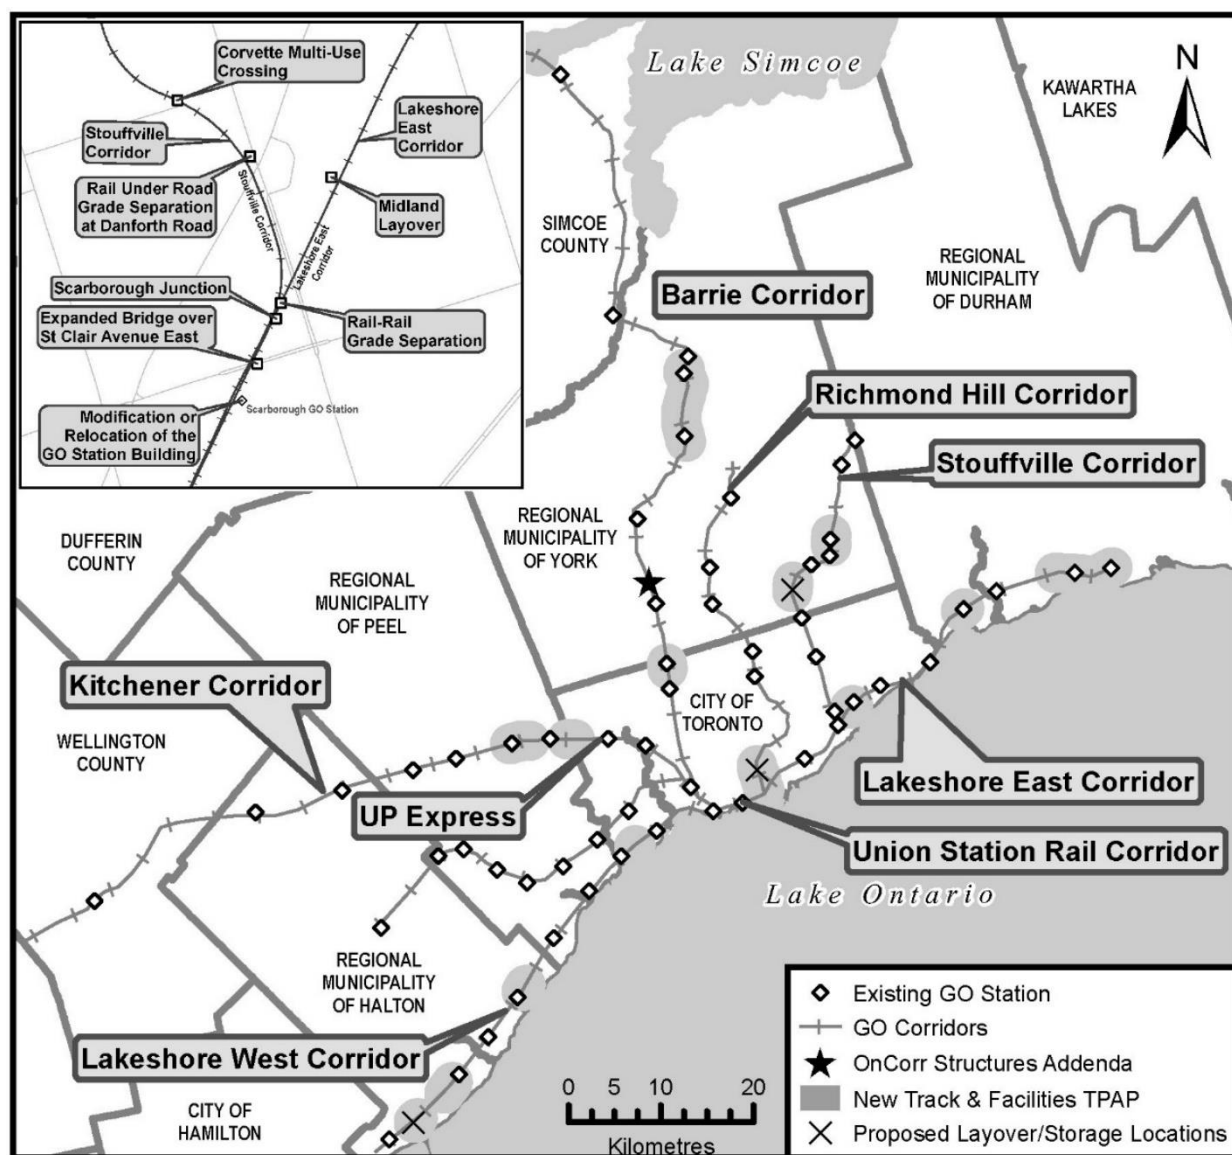 Corvette Multi-Use
Crossing
Stouffville
Corridor
Lakeshore
East
Corridor
Rail Under Road
Grade Separation
at Danforth Road
Stouffville Corridor
Midland
Layover
Lakeshore East
Corridor
Scarborough Junction
Expanded Bridge over
St Clair Avenue East
Rail-Rail
Grade Separation
Modification or
Relocation of the
GO Station Building
Scarborough GO Station
Lake Simcoe
KAWARTHA
LAKES
N
SIMCOE
COUNTY
REGIONAL
MUNICIPALITY
OF DURHAM
Barrie Corridor
Richmond Hill Corridor
Stouffville Corridor
DUFFERIN
COUNTY
REGIONAL
MUNICIPALITY
OF YORK
REGIONAL
MUNICIPALITY
OF PEEL
Kitchener Corridor
CITY OF
TORONTO
WELLINGTON
COUNTY
Lakeshore East Corridor
UP Express
Union Station Rail Corridor
Lake Ontario
REGIONAL
MUNICIPALITY
OF HALTON
Lakeshore West Corridor
CITY OF
HAMILTON
0 5 10 20
Kilometres
Existing GO Station
GO Corridors
OnCorr Structures Addenda
New Track & Facilities TPAP
Proposed Layover/Storage Locations